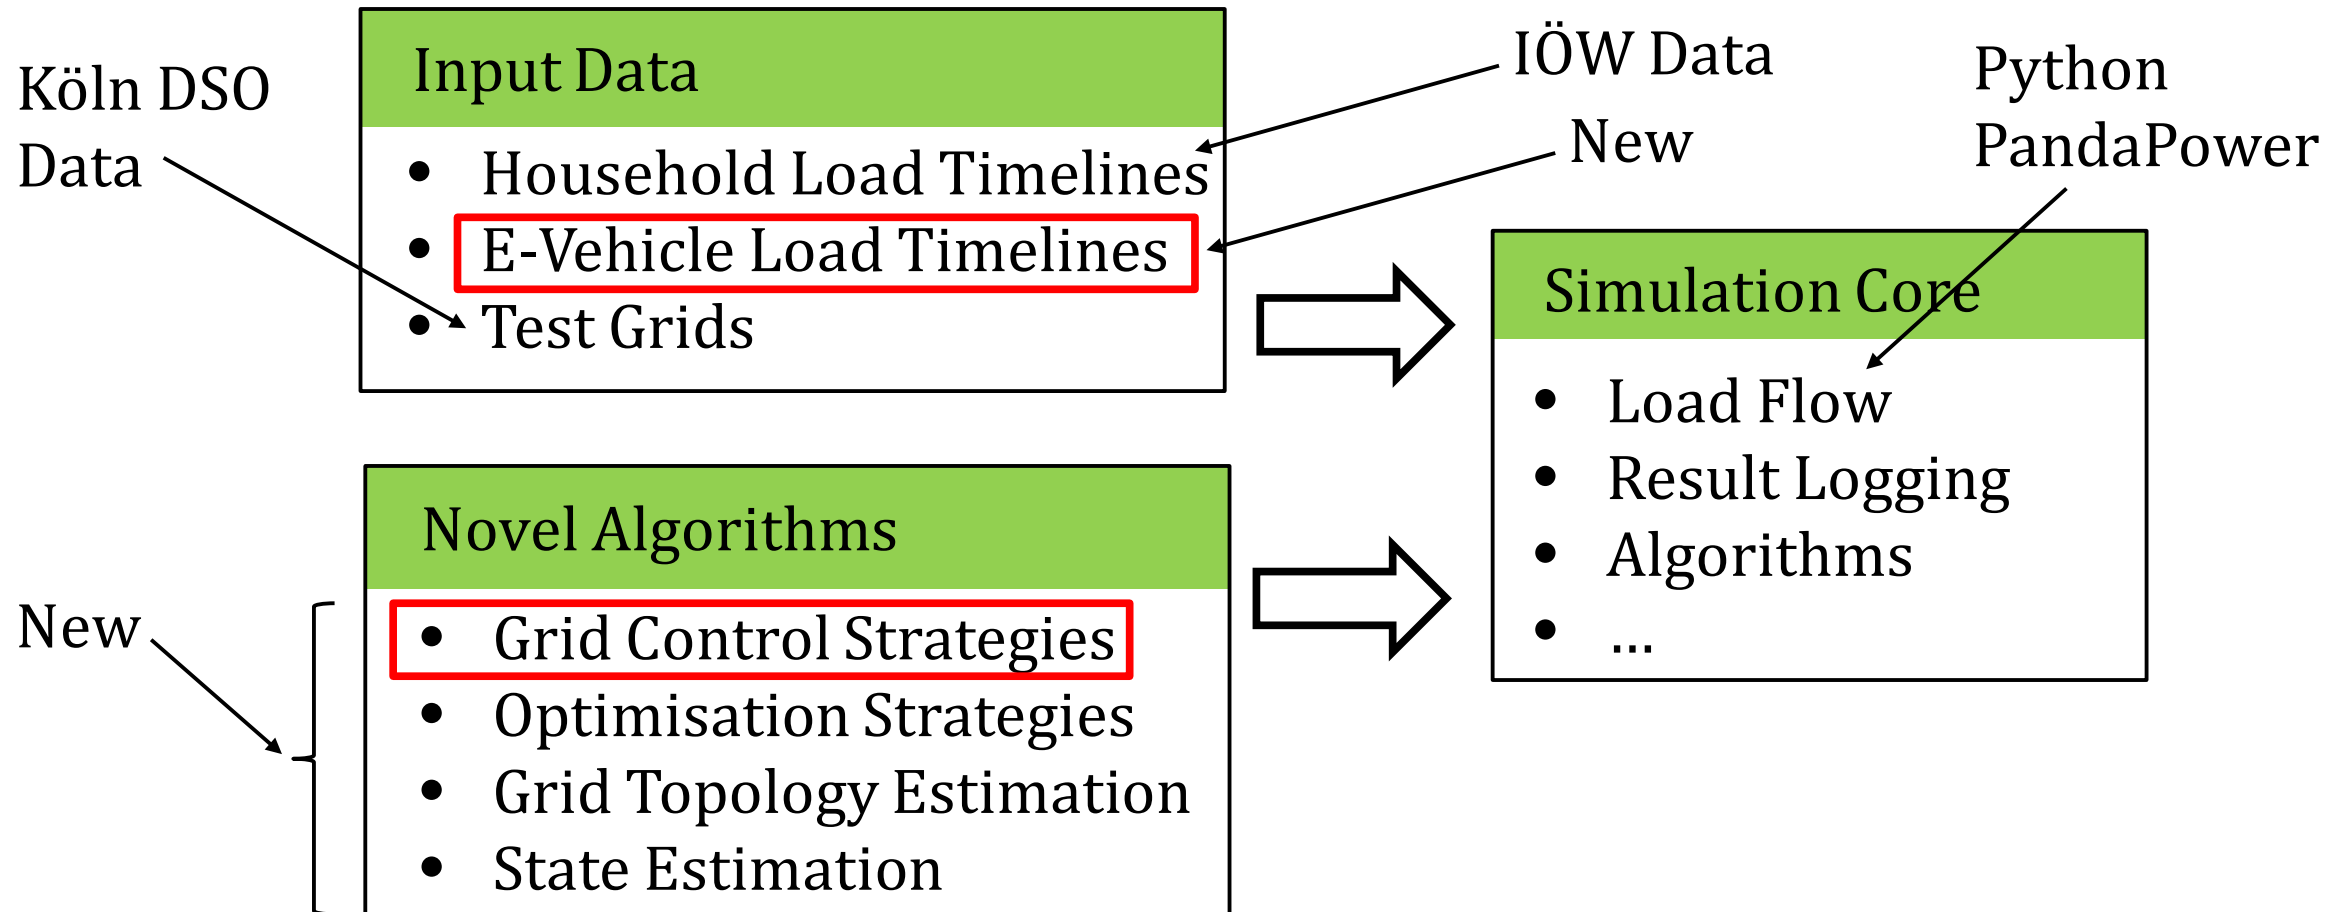 Köln DSO
Data
Input Data
• Household Load Timelines
• E-Vehicle Load Timelines
• Test Grids
IÖW Data
New
Python
PandaPower
Simulation Core
• Load Flow
• Result Logging
• Algorithms
• ...
New
Novel Algorithms
• Grid Control Strategies
• Optimisation Strategies
• Grid Topology Estimation
• State Estimation